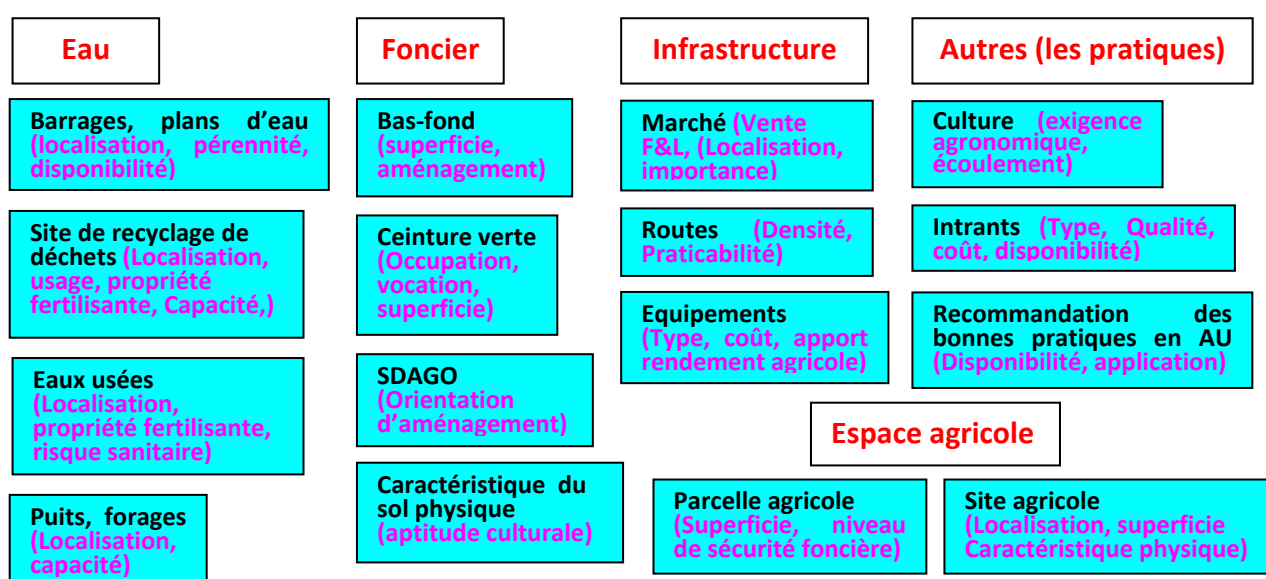 Eau
Barrages, plans d'eau
(localisation, pérennité,
disponibilité)
Site de recyclage de
déchets (Localisation,
usage, propriété
fertilisante, Capacité,)
Eaux usées
(Localisation,
propriété fertilisante,
risque sanitaire)
Puits, forages
(Localisation,
capacité)
Foncier
Bas-fond
(superficie,
aménagement)
Ceinture verte
(Occupation,
vocation,
superficie)
SDAGO
(Orientation
d'aménagement)
Caractéristique du
sol physique
(aptitude culturale)
Infrastructure
Marché (Vente
F&L, (Localisation,
importance)
Routes (Densité,
Praticabilité)
Equipements
(Type, coût, apport
rendement agricole)
Autres (les pratiques)
Culture (exigence
agronomique,
écoulement)
Intrants (Type, Qualité,
coût, disponibilité)
Recommandation des
bonnes pratiques en AU
(Disponibilité, application)
Espace agricole
Parcelle agricole
(Superficie, niveau
de sécurité foncière)
Site agricole
(Localisation, superficie
Caractéristique physique)